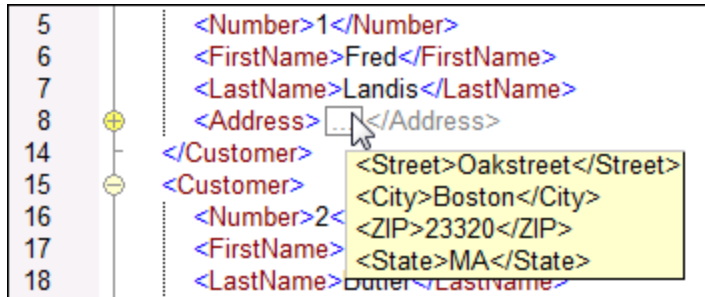 5 <Number>1</Number>
6 <FirstName>Fred</FirstName>
7 <LastName>Landis</LastName>
8 <Address> ... </Address>
14 </Customer>
<Street>Oakstreet</Street>
15 <Customer>
<City>Boston</City>
16 <Number>2<
<ZIP>23320</ZIP>
17 <FirstName>
<State>MA</State>
18 <LastName>Butler</LastName>